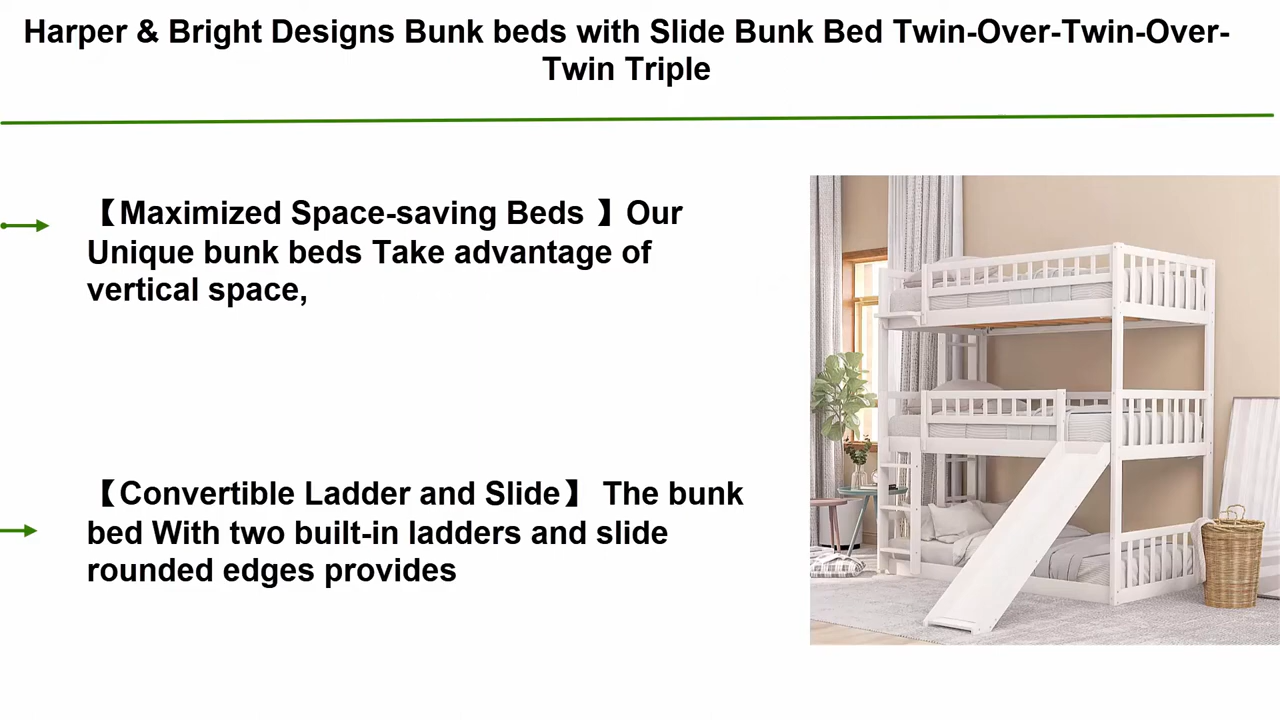 Harper & Bright Designs Bunk beds with Slide Bunk Bed Twin-Over-Twin-Over-
Twin Triple
【Maximized Space-saving Beds 】Our
Unique bunk beds Take advantage of
vertical space,
【Convertible Ladder and Slide】 The bunk
bed With two built-in ladders and slide
rounded edges provides